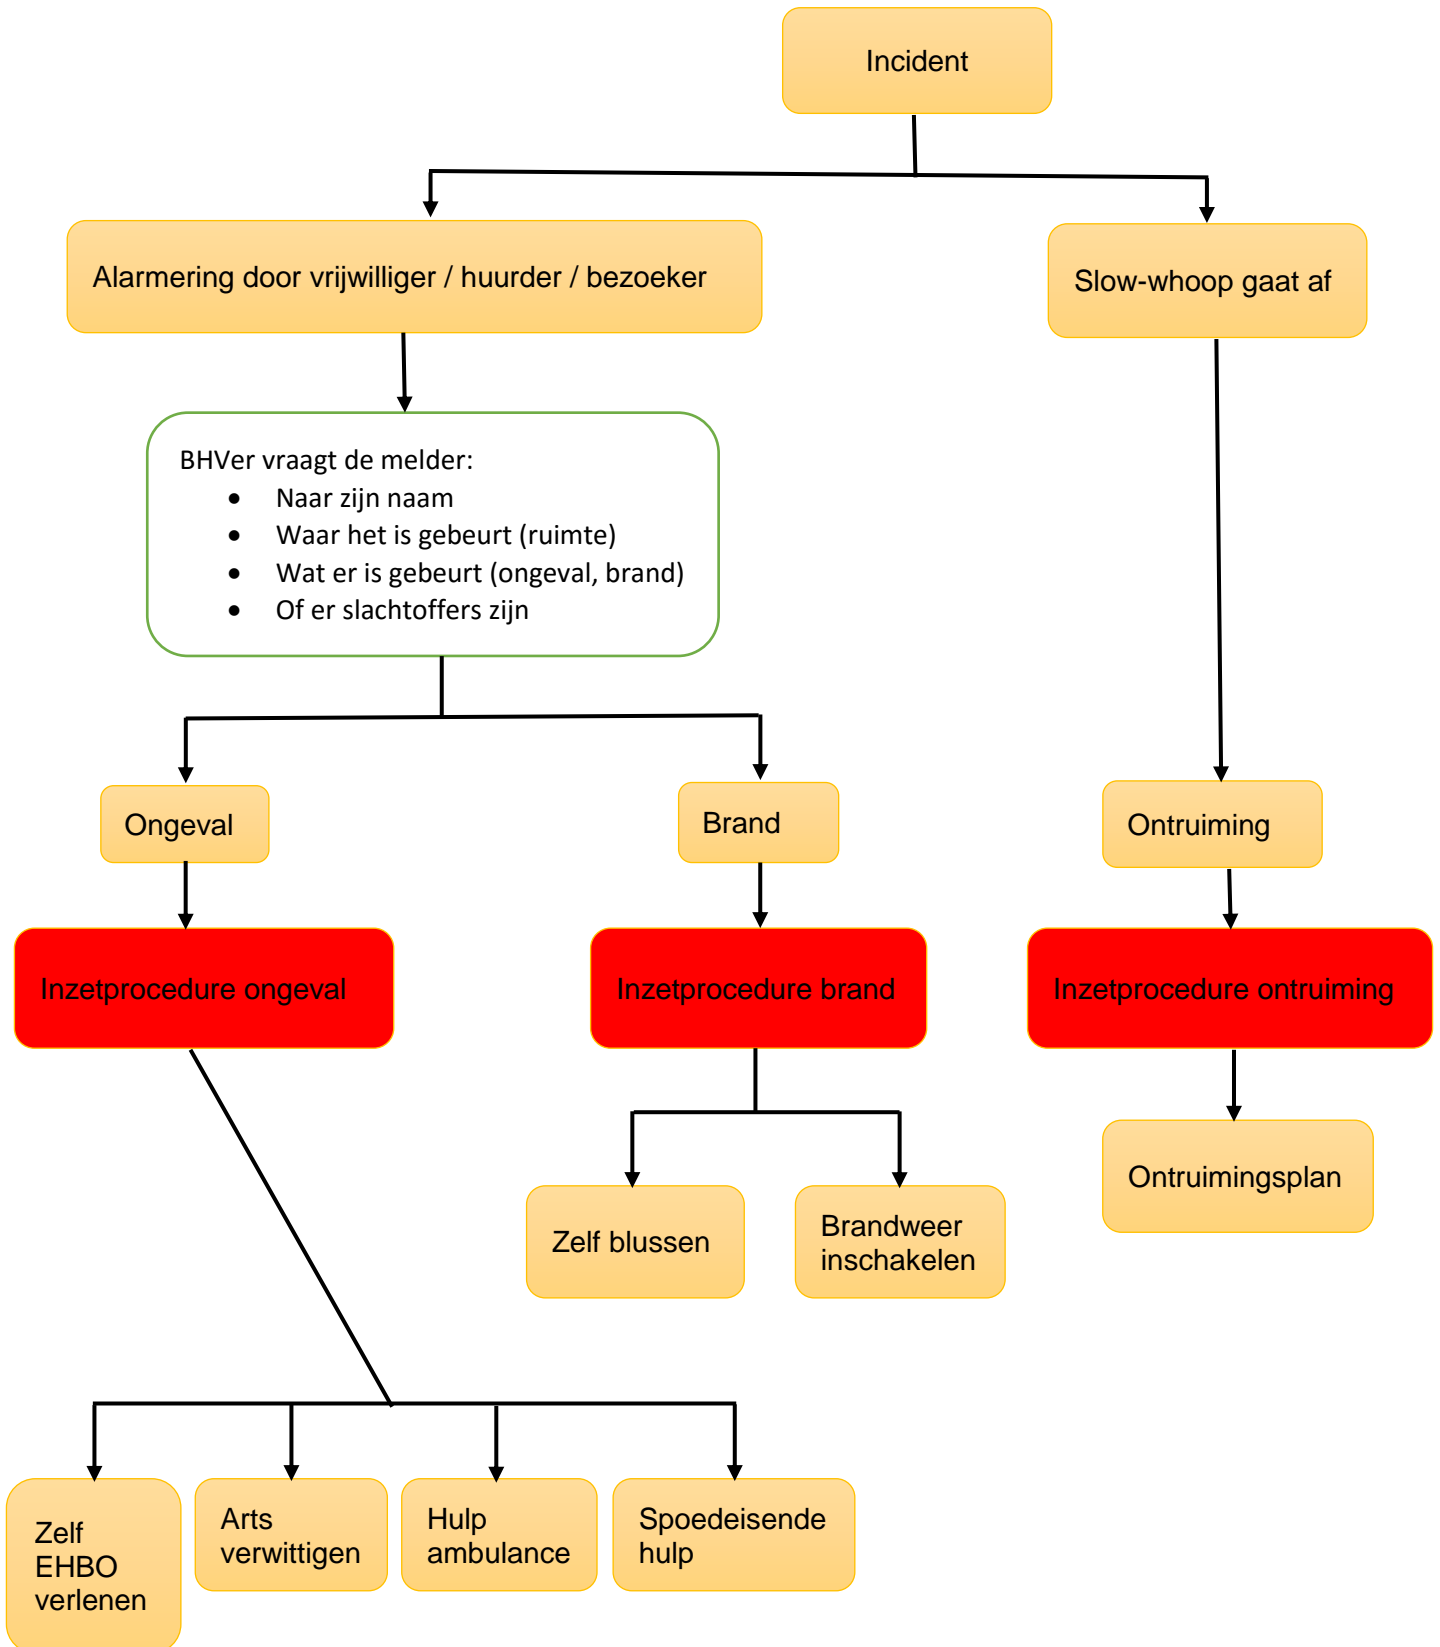 Incident
Alarmering door vrijwilliger / huurder / bezoeker
Slow-whoop gaat af
BHVer vraagt de melder:
• Naar zijn naam
• Waar het is gebeurt (ruimte)
• Wat er is gebeurt (ongeval, brand)
• Of er slachtoffers zijn
Ongeval
Brand
Ontruiming
Inzetprocedure ongeval
Inzetprocedure brand
Inzetprocedure ontruiming
Zelf blussen
Brandweer
inschakelen
Ontruimingsplan
Zelf
EHBO
verlenen
Arts
verwittigen
Hulp
ambulance
Spoedeisende
hulp